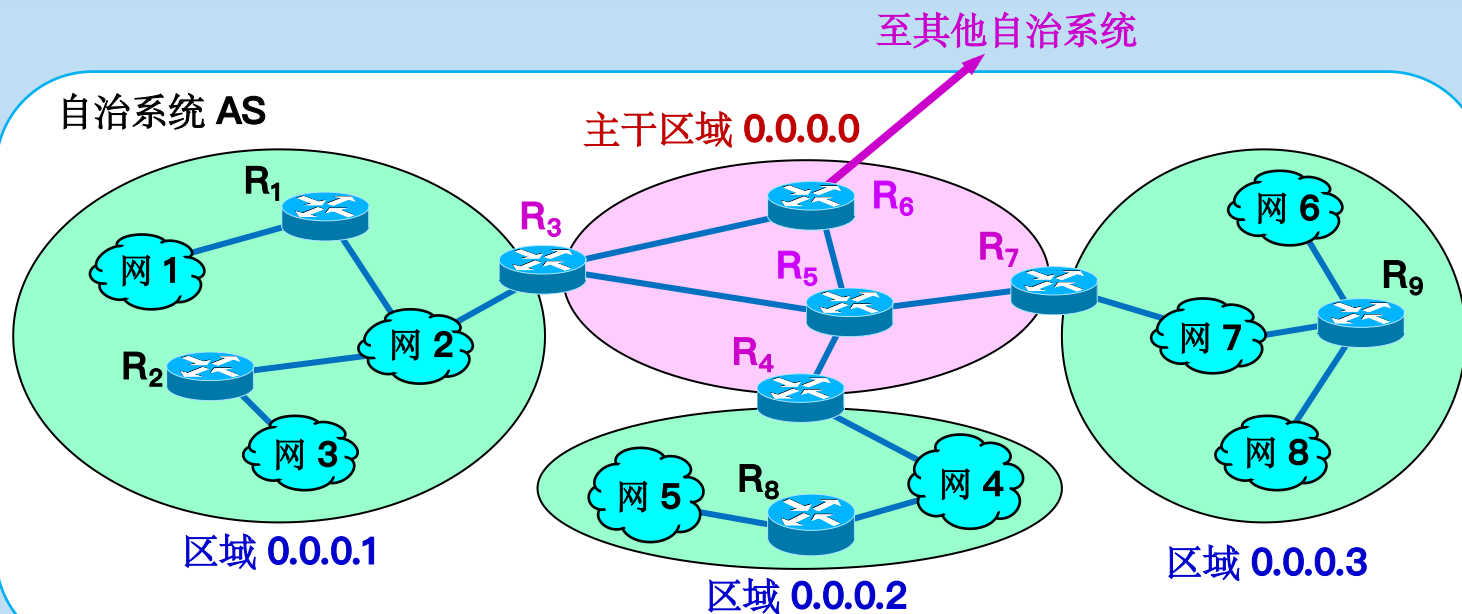 至其他自治系统
自治系统 AS
主干区域 0.0.0.0
R1
网 1
R2
网 2
网 3
R3
R6
R5
R7
R4
网 6
R9
网 7
网 8
网 5
R8
网 4
区域 0.0.0.1
区域 0.0.0.2
区域 0.0.0.3